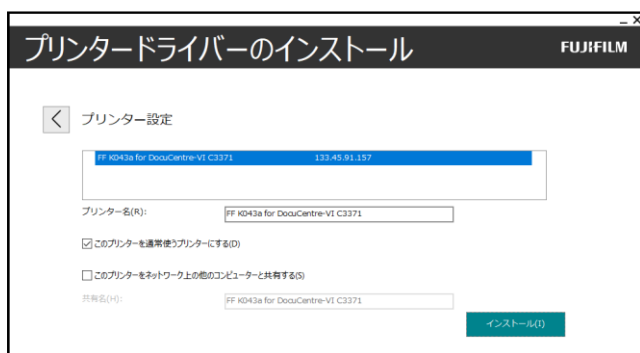 プリンタードライバーのインストール
FUJIFILM
プリンター設定
FF K043a for DocuCentre-VI C3371 133.45.91.157
プリンター名(R): FF K043a for DocuCentre-VI C3371
このプリンターを通常使うプリンターにする(D)
このプリンターをネットワーク上の他のコンピューターと共有する(S)
共有名(H): FF K043a for DocuCentre-VI C3371
インストール(I)